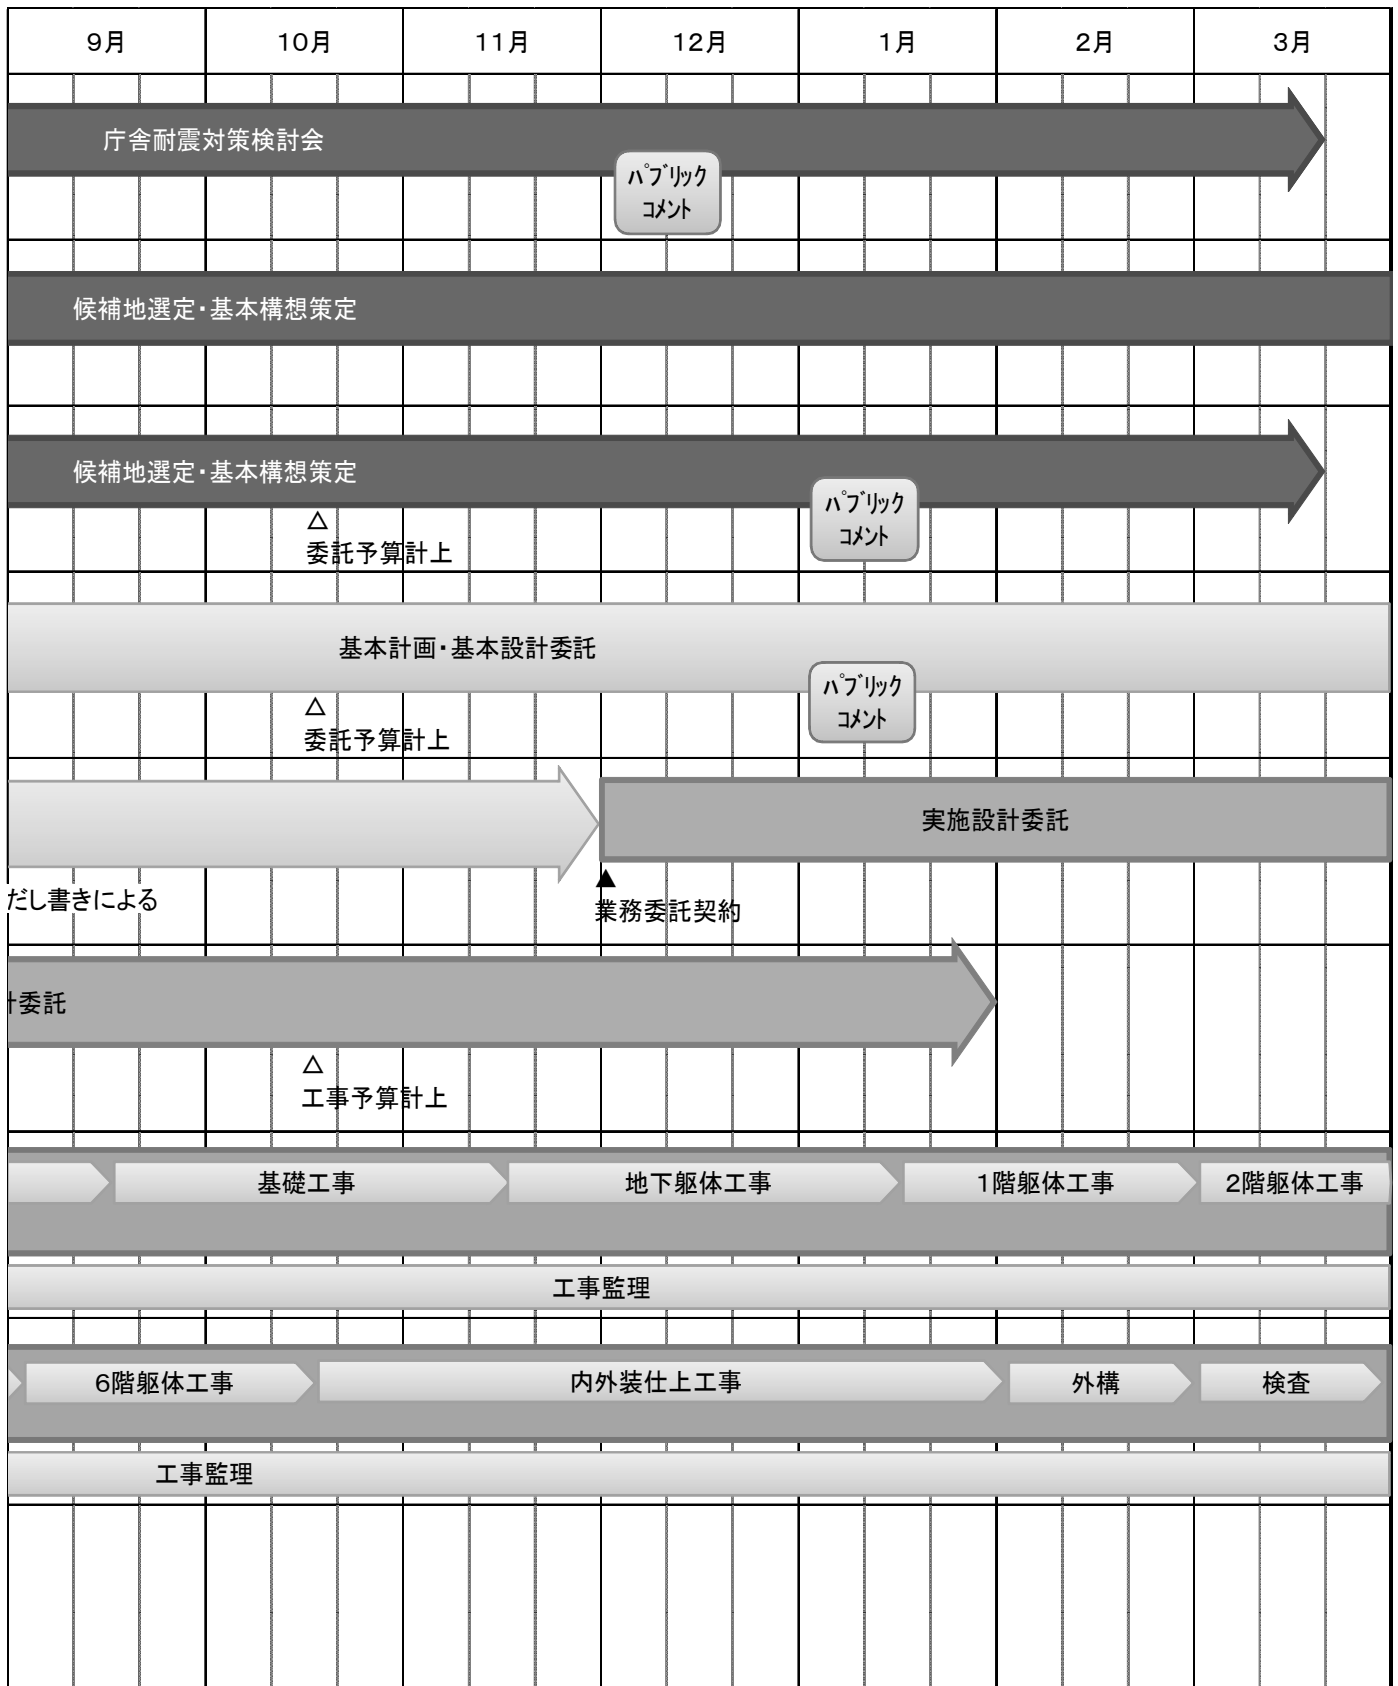 9月 10月 11月 12月 1月 2月 3月
庁舎耐震対策検討会
ﾊﾟﾌﾞﾘｯｸ
ｺﾒﾝﾄ
候補地選定・基本構想策定
候補地選定・基本構想策定
ﾊﾟﾌﾞﾘｯｸ
ｺﾒﾝﾄ
△
委託予算計上
基本計画・基本設計委託
ﾊﾟﾌﾞﾘｯｸ
ｺﾒﾝﾄ
△
委託予算計上
実施設計委託
だし書きによる
▲
業務委託契約
計委託
△
工事予算計上
基礎工事 地下躯体工事 1階躯体工事 2階躯体工事
工事監理
6階躯体工事 内外装仕上工事 外構 検査
工事監理